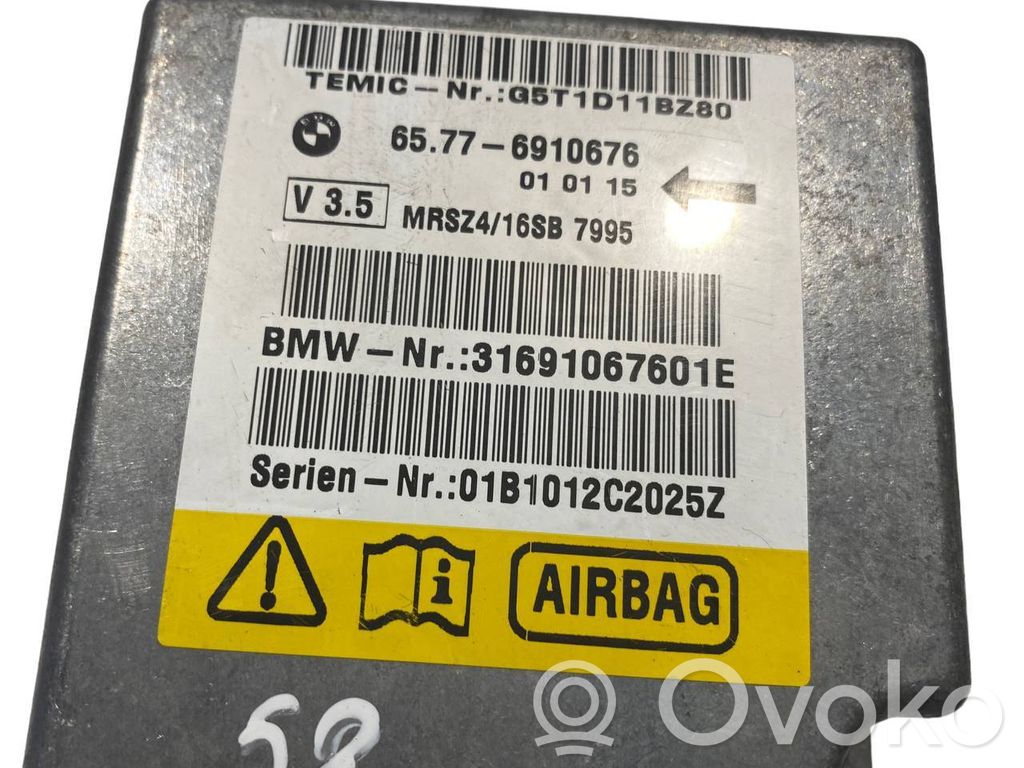 TEMIC-Nr.:G5T1D11BZ80
65.77-6910676
01 01 15
V 3.5
MRSZ4/16SB 7995
BMW-Nr.:31691067601E
Serien-Nr.:01B1012C2025Z
i
AIRBAG
Ovoko